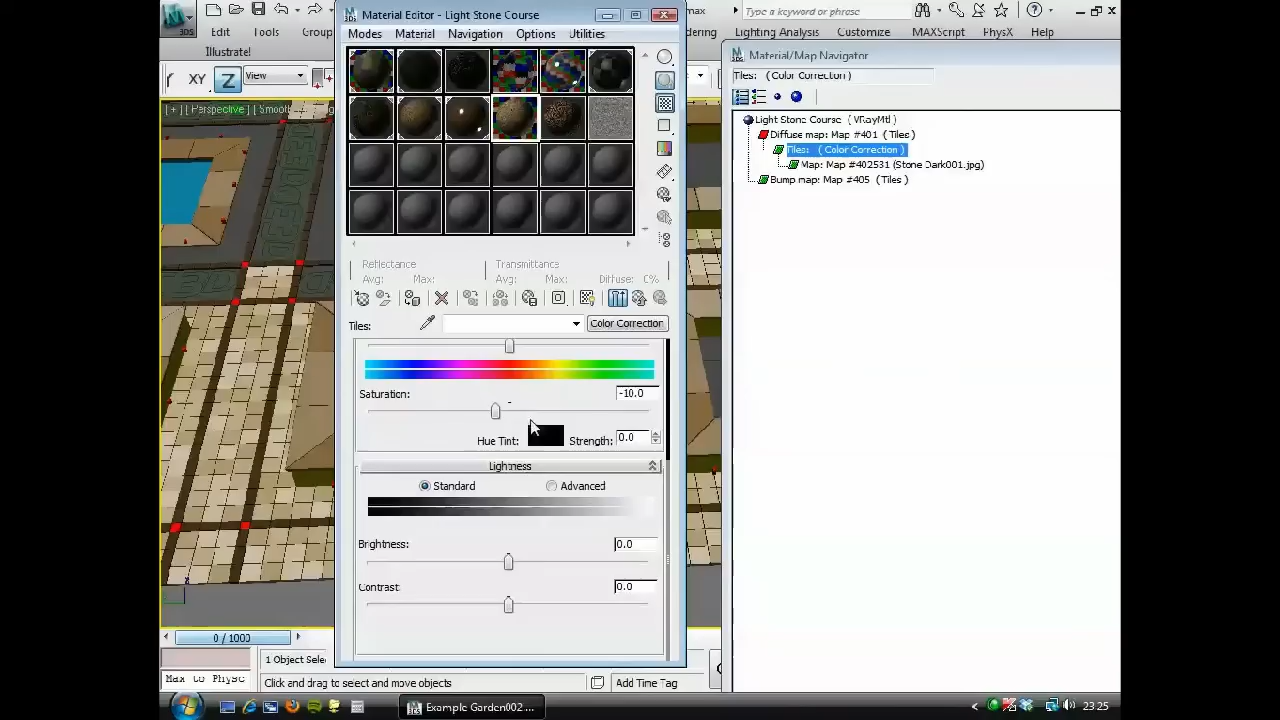 Material Editor - Light Stone Course
max
Type a keyword or phrase
Edit Tools Group
Modes Material Navigation Options Utilities
Lighting Analysis Customize MAXScript PhysX Help
Illustrate!
XY Z View
Material/Map Navigator
Tiles: ( Color Correction )
[ + ] [ Perspective ] [ Smooth
Light Stone Course ( VRayMtl )
Diffuse map: Map #401 ( Tiles )
Tiles: ( Color Correction )
Map: Map #402531 (Stone Dark001.jpg)
Bump map: Map #405 ( Tiles )
Reflectance Transmittance
Avg: Max: Avg: Max: Diffuse: C%
Tiles: Color Correction
Saturation: -10.0
Hue Tint: Strength: 0.0
Lightness
Standard Advanced
Brightness: 0.0
Contrast: 0.0
0 / 1000
1 Object Sele
Max to Physc Click and drag to select and move objects Add Time Tag
Example Garden002... 23:25